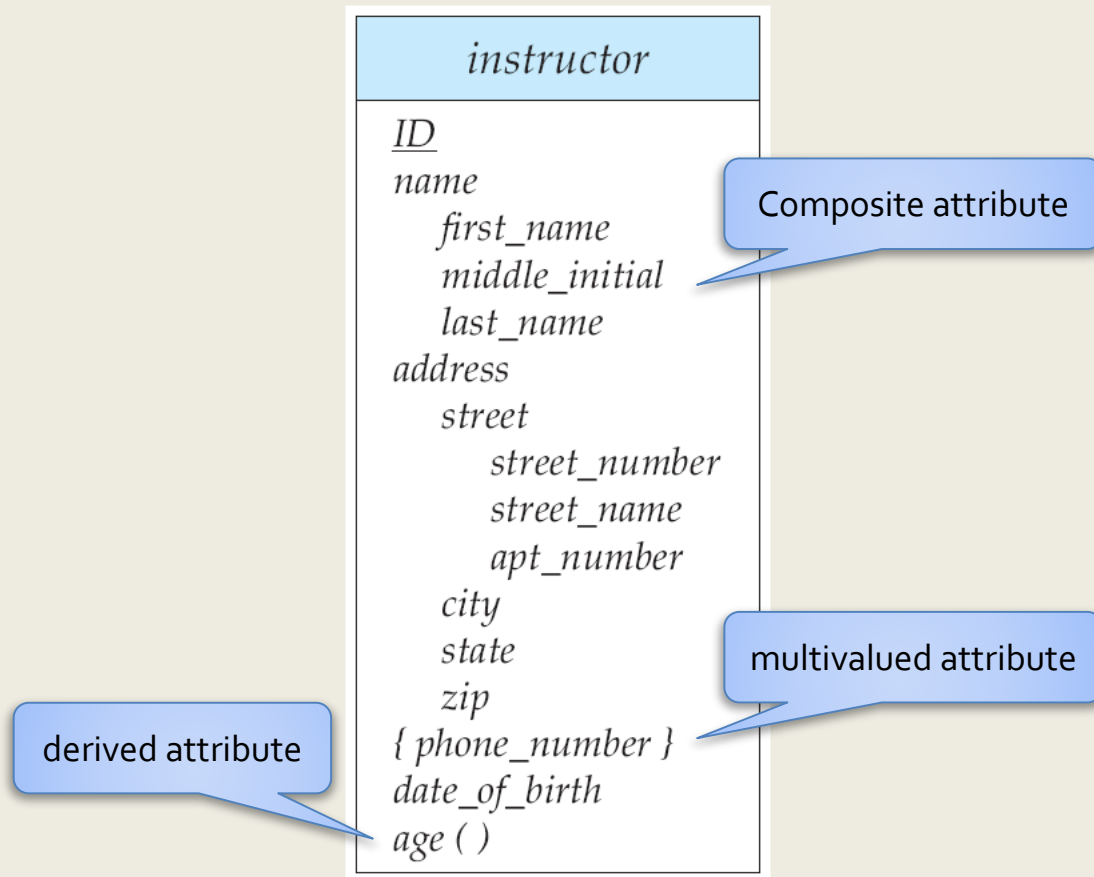 instructor
ID
name
first_name
middle_initial
last_name
Composite attribute
address
street
street_number
street_name
apt_number
city
state
zip
{ phone_number }
multivalued attribute
date_of_birth
age ( )
derived attribute